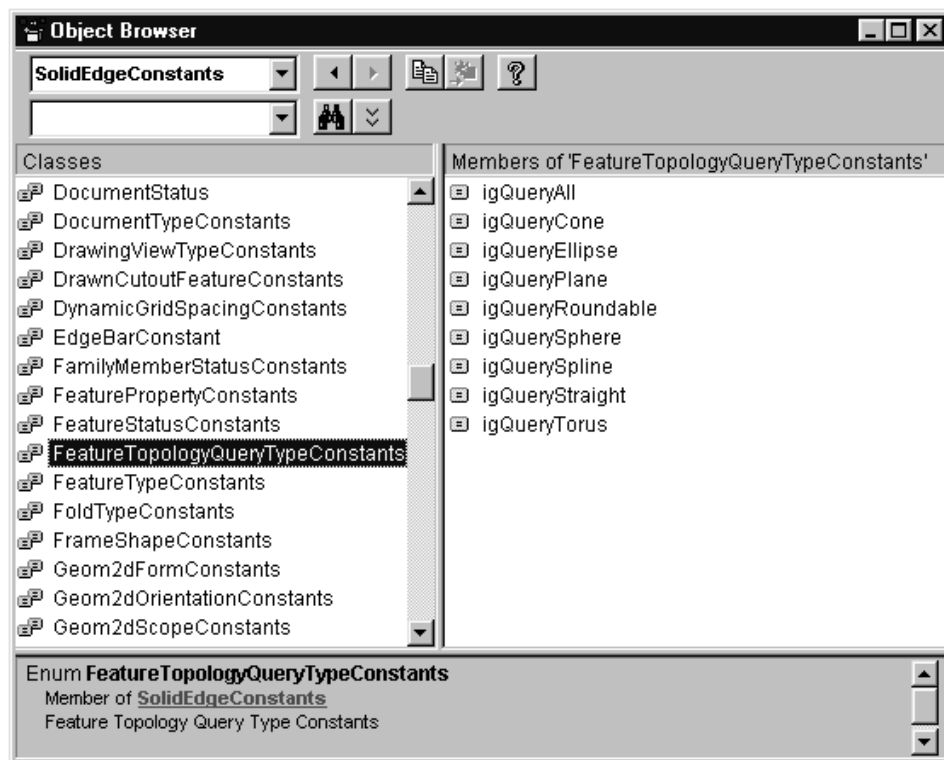 Object Browser
SolidEdgeConstants
Classes
DocumentStatus
DocumentTypeConstants
DrawingViewTypeConstants
DrawnCutoutFeatureConstants
DynamicGridSpacingConstants
EdgeBarConstant
FamilyMemberStatusConstants
FeaturePropertyConstants
FeatureStatusConstants
FeatureTopologyQueryTypeConstants
FeatureTypeConstants
FoldTypeConstants
FrameShapeConstants
Geom2dFormConstants
Geom2dOrientationConstants
Geom2dScopeConstants
Members of 'FeatureTopologyQueryTypeConstants'
igQueryAll
igQueryCone
igQueryEllipse
igQueryPlane
igQueryRoundable
igQuerySphere
igQuerySpline
igQueryStraight
igQueryTorus
Enum FeatureTopologyQueryTypeConstants
Member of SolidEdgeConstants
Feature Topology Query Type Constants